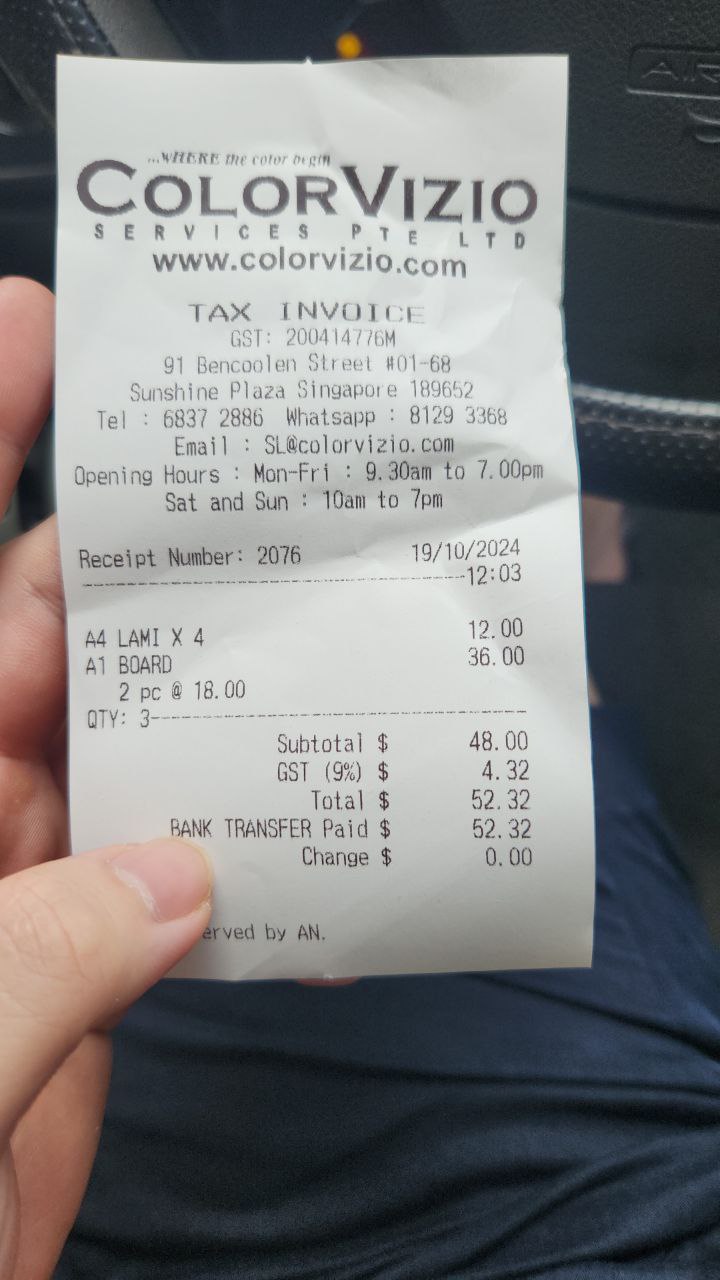 ...WHERE the color begin
COLORVIZIO
SERVICES PTE LTD
www.colorvizio.com
TAX INVOICE
GST: 200414776M
91 Bencoolen Street #01-68
Sunshine Plaza Singapore 189652
Tel : 6837 2886 Whatsapp : 8129 3368
Email : SL@colorvizio.com
Opening Hours : Mon-Fri : 9.30am to 7.00pm
Sat and Sun : 10am to 7pm
Receipt Number: 2076 19/10/2024
12:03
A4 LAMI X 4 12.00
A1 BOARD 36.00
2 pc @ 18.00
QTY: 3
Subtotal $ 48.00
GST (9%) $ 4.32
Total $ 52.32
BANK TRANSFER Paid $ 52.32
Change $ 0.00
erved by AN.